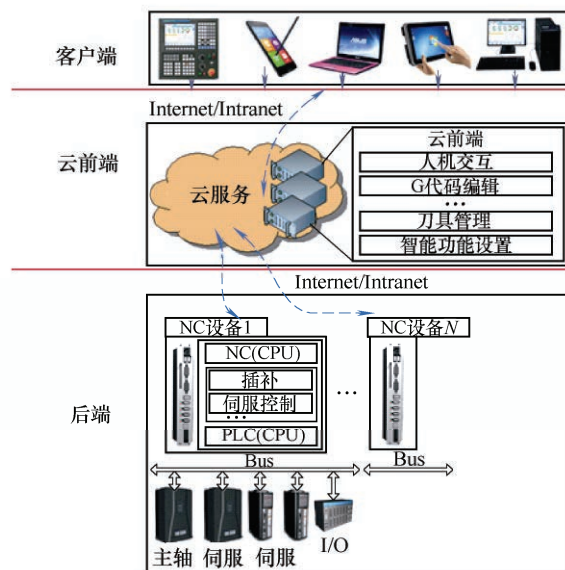 客户端
Internet/Intranet
云前端
云服务
云前端
人机交互
G代码编辑
...
刀具管理
智能功能设置
Internet/Intranet
后端
NC设备1
NC设备N
NC(CPU)
插补
伺服控制
...
PLC(CPU)
...
Bus
Bus
主轴 伺服 伺服 I/O